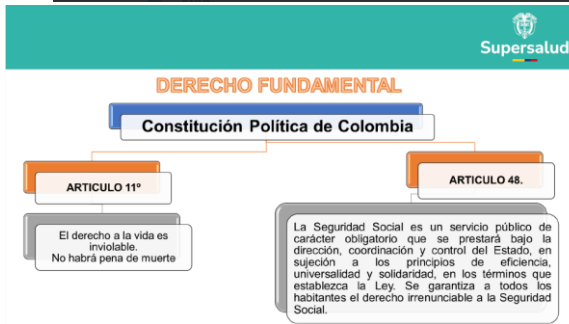 Supersalud
DERECHO FUNDAMENTAL
Constitución Política de Colombia
ARTICULO 11º
ARTICULO 48.
El derecho a la vida es
inviolable.
No habrá pena de muerte
La Seguridad Social es un servicio público de
carácter obligatorio que se prestará bajo la
dirección, coordinación y control del Estado, en
sujeción a los principios de eficiencia,
universalidad y solidaridad, en los términos que
establezca la Ley. Se garantiza a todos los
habitantes el derecho irrenunciable a la Seguridad
Social.